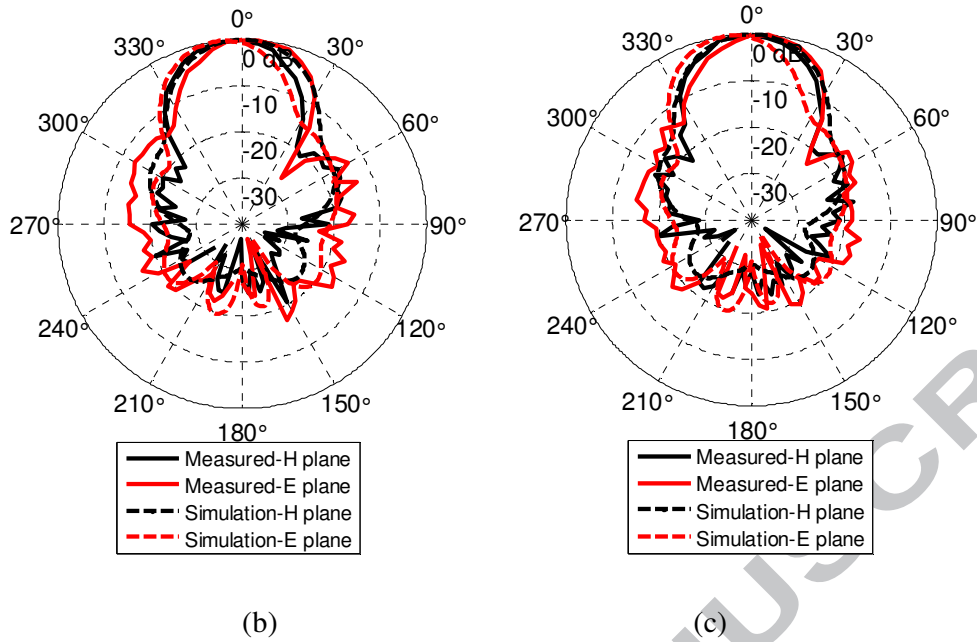 0°
330°
30°
0 dB
300°
-10
60°
-20
-30
270°
90°
240°
120°
210°
150°
180°
Measured-H plane
Measured-E plane
Simulation-H plane
Simulation-E plane
(b)
0°
330°
30°
0 dB
300°
-10
60°
-20
-30
270°
90°
240°
120°
210°
150°
180°
Measured-H plane
Measured-E plane
Simulation-H plane
Simulation-E plane
(c)
USCR